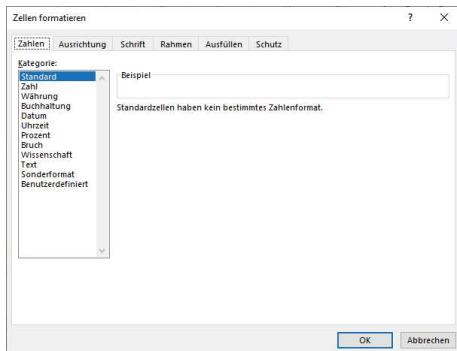 Zellen formatieren ? X
Zahlen Ausrichtung Schrift Rahmen Ausfüllen Schutz
Kategorie:
Standard
Zahl
Währung
Buchhaltung
Datum
Uhrzeit
Prozent
Bruch
Wissenschaft
Text
Sonderformat
Benutzerdefiniert
Beispiel
Standardzellen haben kein bestimmtes Zahlenformat.
OK Abbrechen